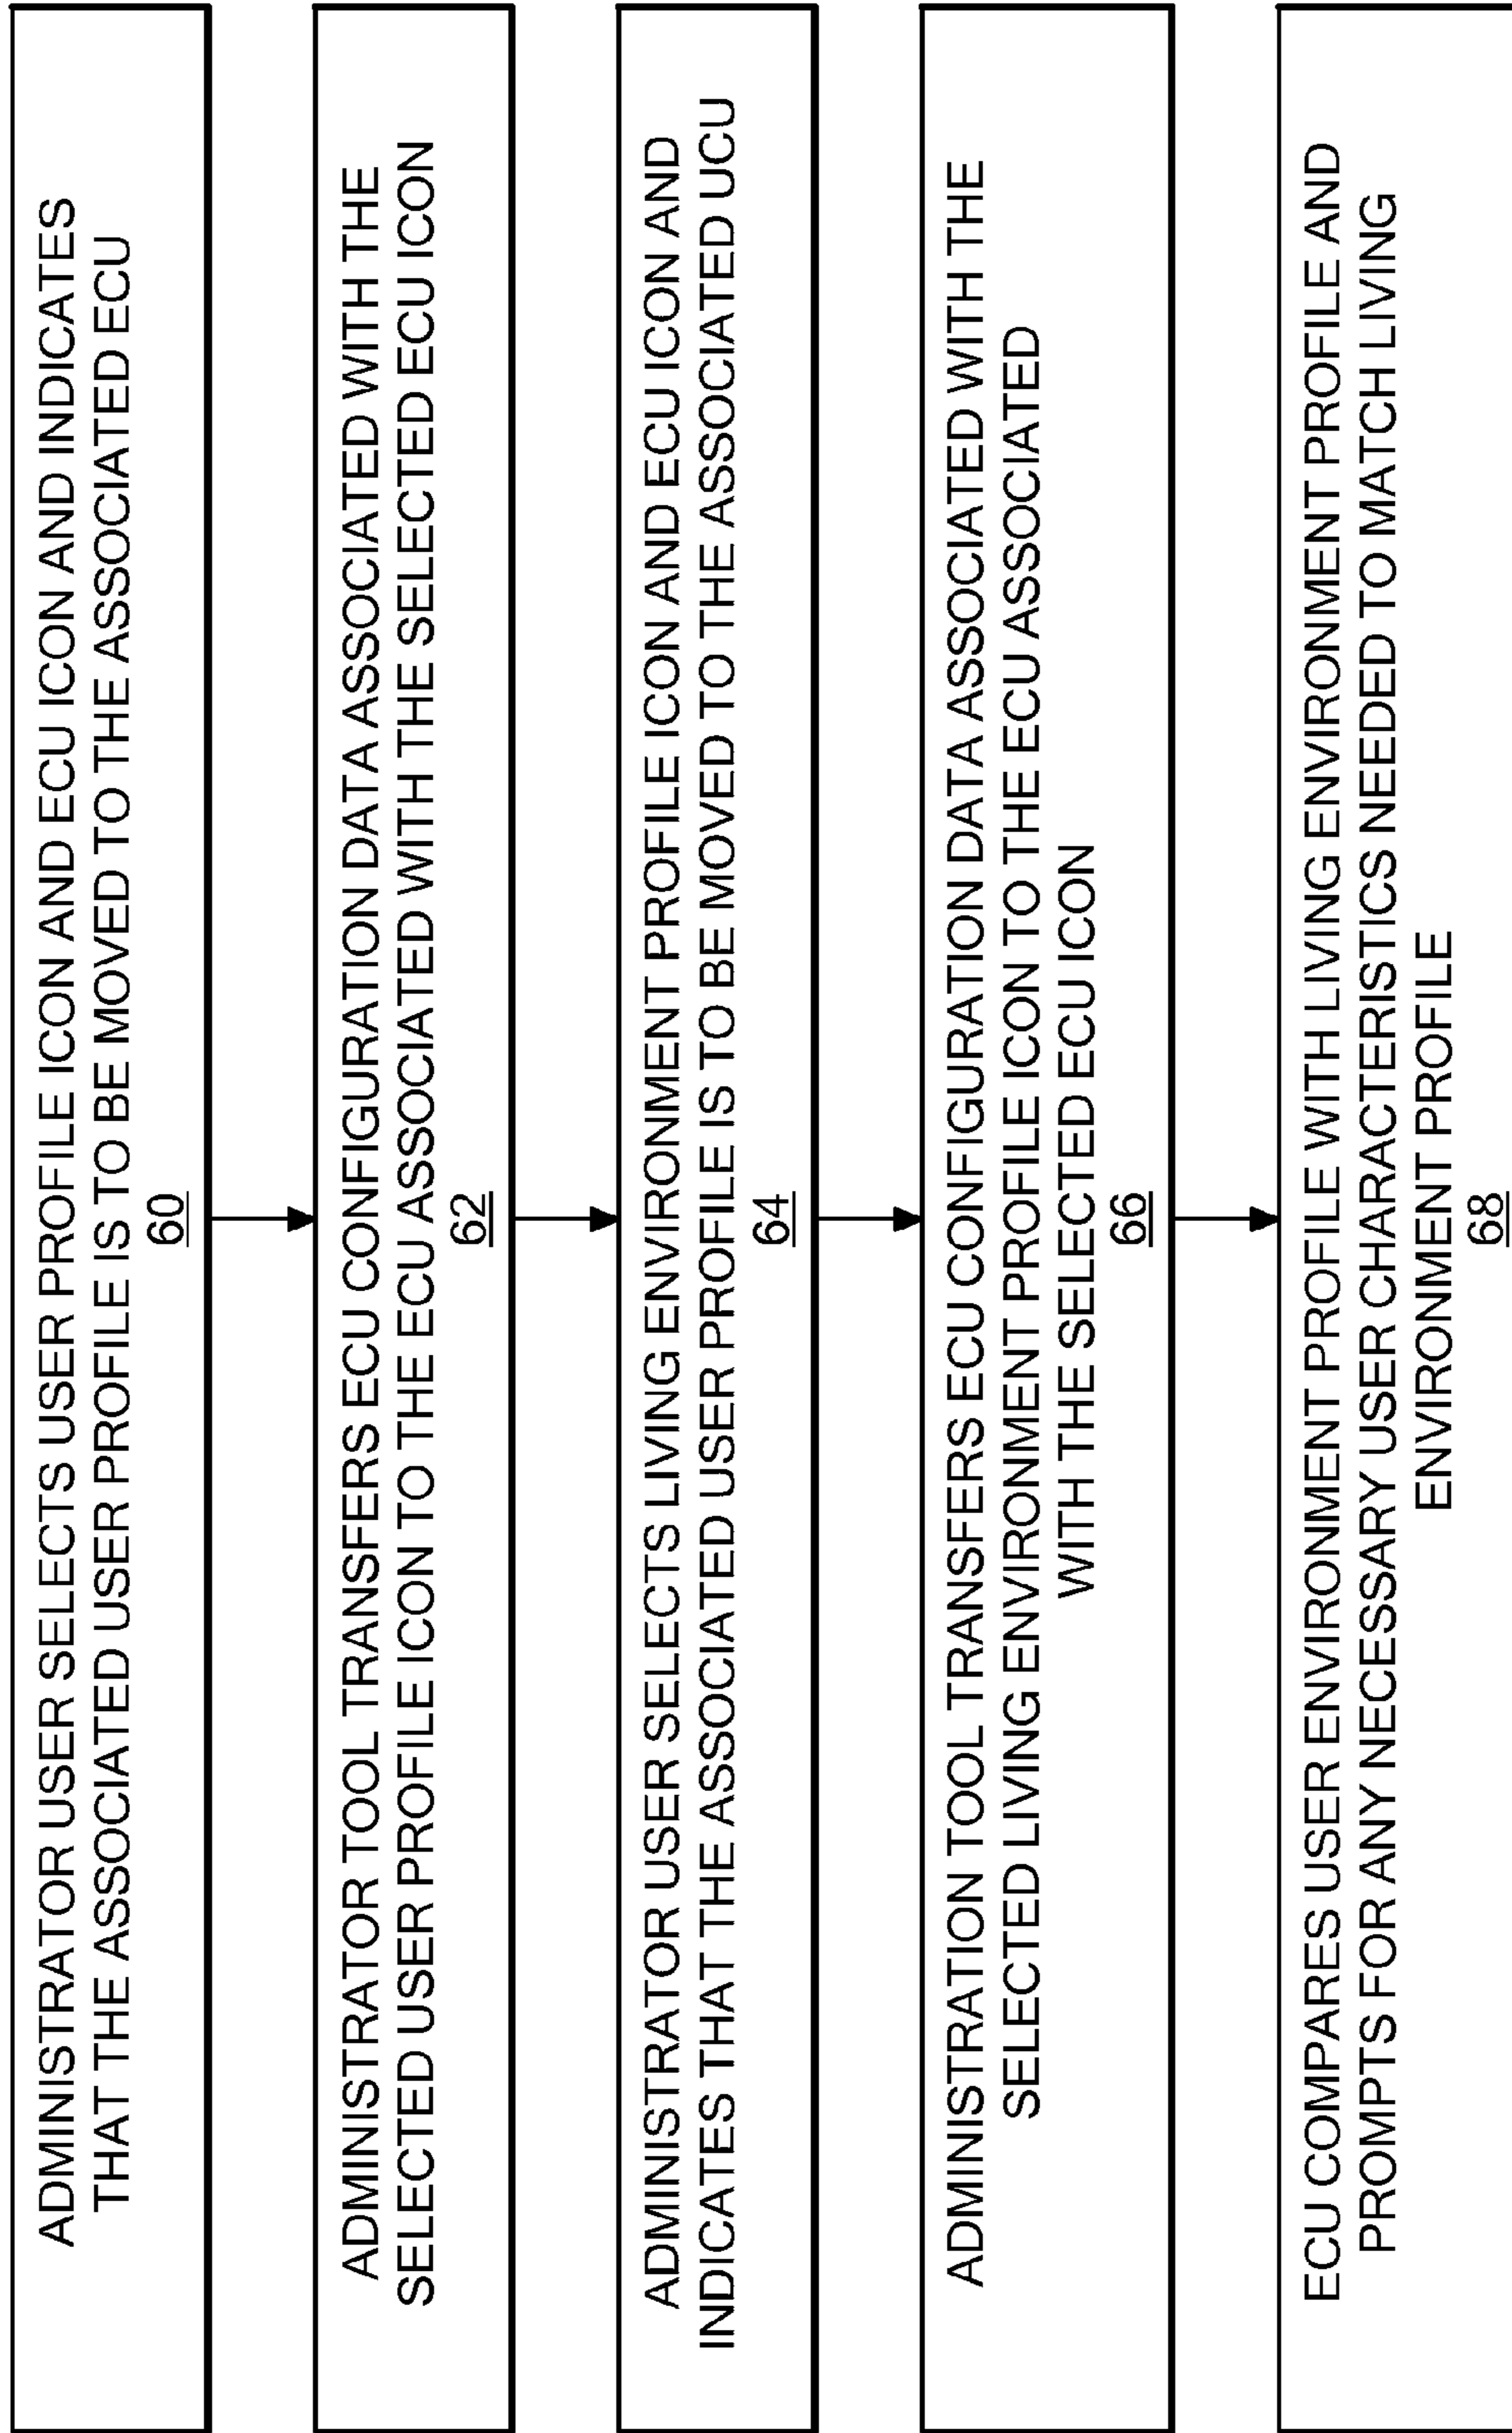 ADMINISTRATOR USER SELECTS USER PROFILE ICON AND ECU ICON AND INDICATES
THAT THE ASSOCIATED USER PROFILE IS TO BE MOVED TO THE ASSOCIATED ECU
60
ADMINISTRATOR TOOL TRANSFERS ECU CONFIGURATION DATA ASSOCIATED WITH THE
SELECTED USER PROFILE ICON TO THE ECU ASSOCIATED WITH THE SELECTED ECU ICON
62
ADMINISTRATOR USER SELECTS LIVING ENVIRONMENT PROFILE ICON AND ECU ICON AND
INDICATES THAT THE ASSOCIATED USER PROFILE IS TO BE MOVED TO THE ASSOCIATED UCU
64
ADMINISTRATION TOOL TRANSFERS ECU CONFIGURATION DATA ASSOCIATED WITH THE
SELECTED LIVING ENVIRONMENT PROFILE ICON TO THE ECU ASSOCIATED
WITH THE SELECTED ECU ICON
66
ECU COMPARES USER ENVIRONMENT PROFILE WITH LIVING ENVIRONMENT PROFILE AND
PROMPTS FOR ANY NECESSARY USER CHARACTERISTICS NEEDED TO MATCH LIVING
ENVIRONMENT PROFILE
68